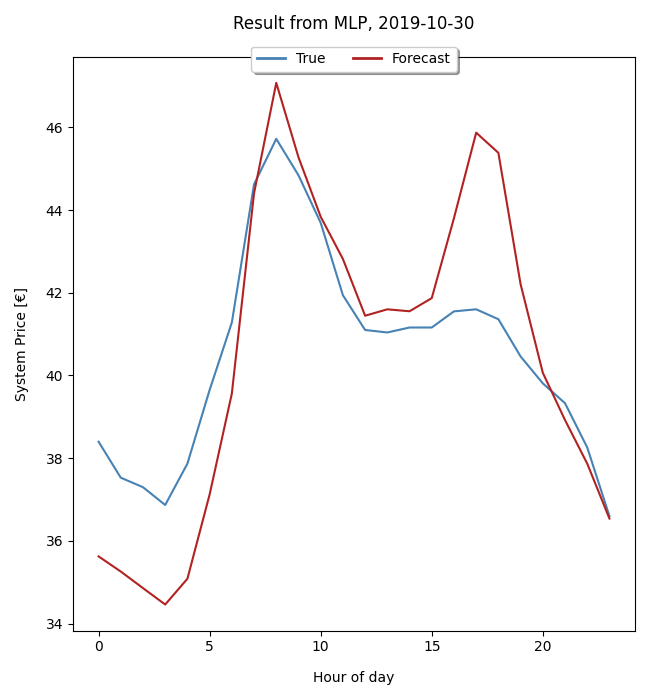 Result from MLP, 2019-10-30
True Forecast
46
44
42
40
38
36
34
System Price [€]
0 5 10 15 20
Hour of day